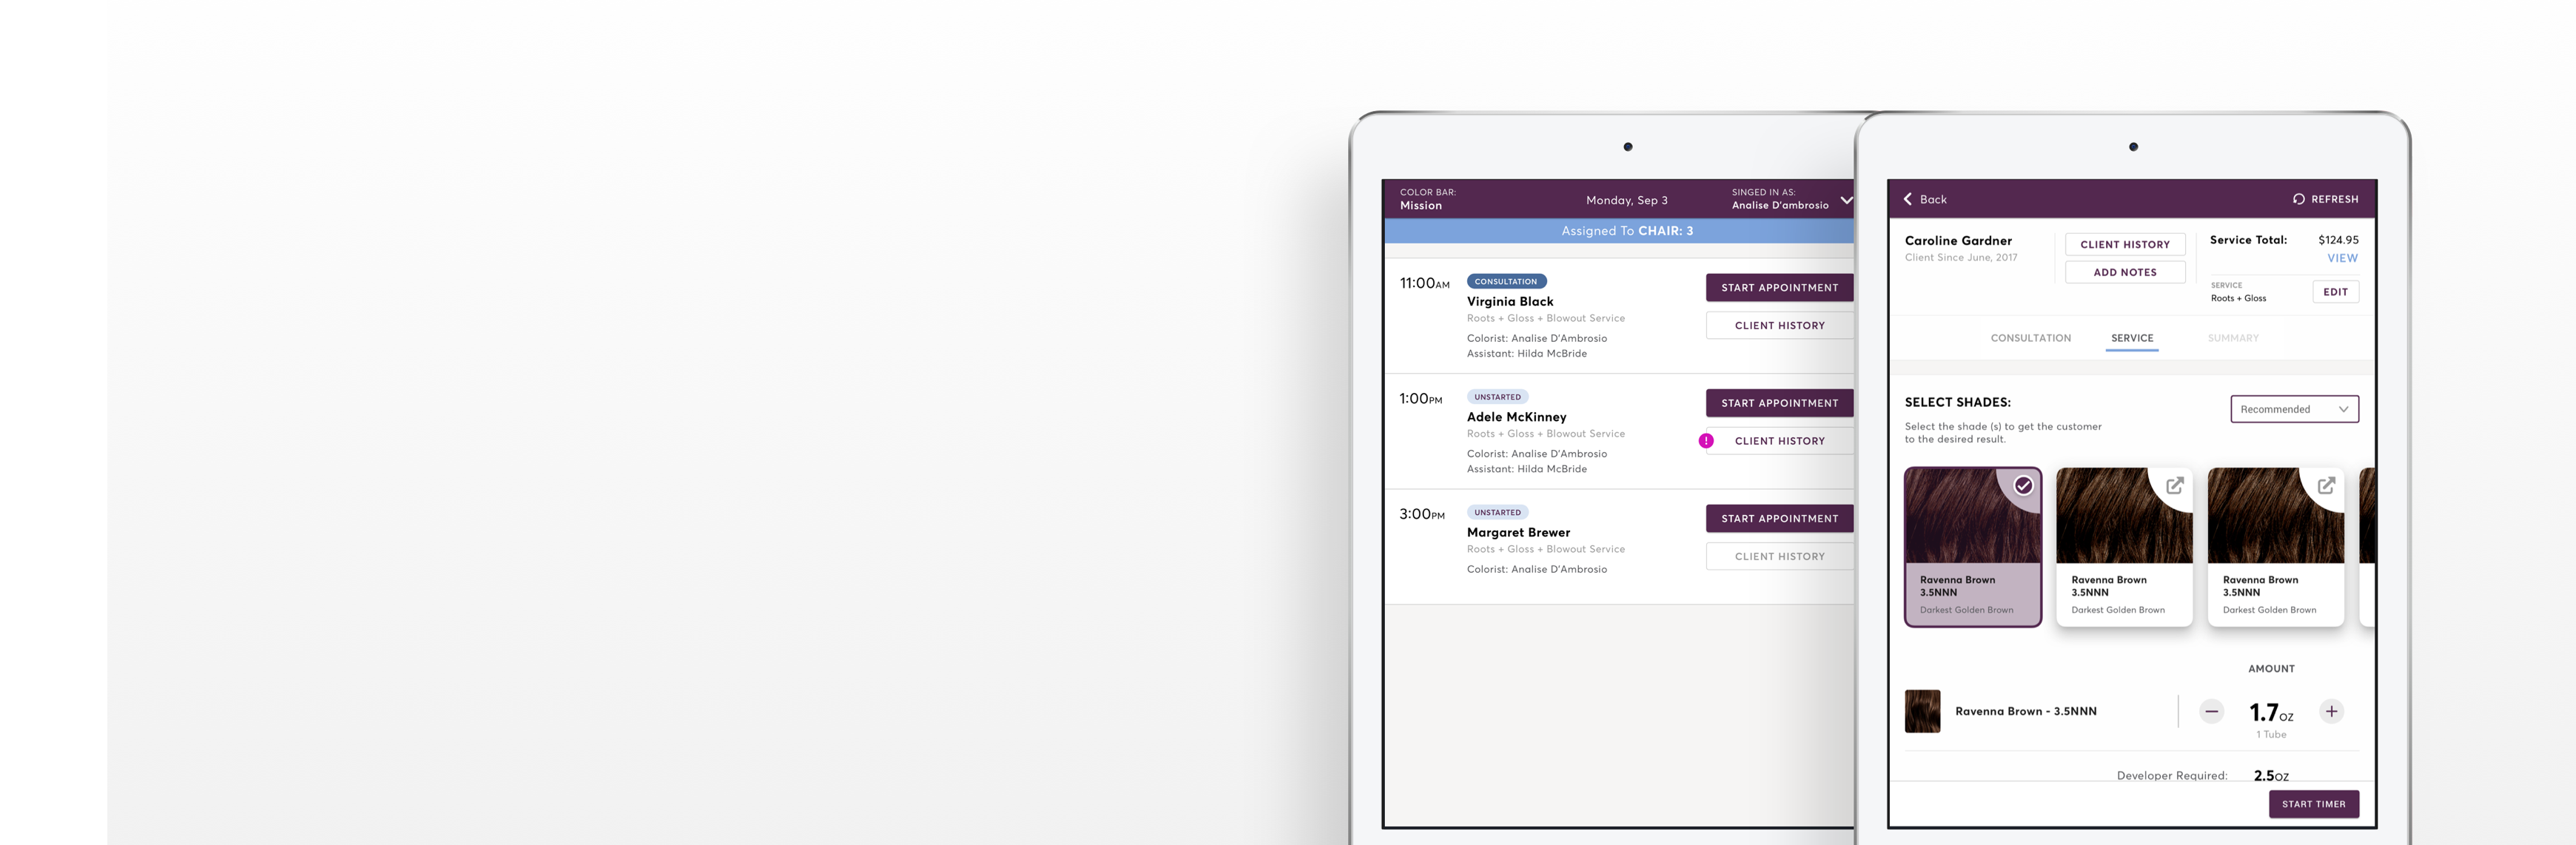 COLOR BAR:
Mission
Monday, Sep 3
SINGED IN AS:
Analise D'ambrosio
Assigned To CHAIR: 3
11:00AM
CONSULTATION
Virginia Black
Roots + Gloss + Blowout Service
Colorist: Analise D'Ambrosio
Assistant: Hilda McBride
START APPOINTMENT
CLIENT HISTORY
1:00PM
UNSTARTED
Adele McKinney
Roots + Gloss + Blowout Service
Colorist: Analise D'Ambrosio
Assistant: Hilda McBride
START APPOINTMENT
!
CLIENT HISTORY
3:00PM
UNSTARTED
Margaret Brewer
Roots + Gloss + Blowout Service
Colorist: Analise D'Ambrosio
START APPOINTMENT
CLIENT HISTORY
Back
REFRESH
Caroline Gardner
Client Since June, 2017
CLIENT HISTORY
ADD NOTES
Service Total: $124.95
VIEW
SERVICE
Roots + Gloss
EDIT
CONSULTATION
SERVICE
SUMMARY
SELECT SHADES:
Select the shade (s) to get the customer
to the desired result.
Recommended
Ravenna Brown
3.5NNN
Darkest Golden Brown
Ravenna Brown
3.5NNN
Darkest Golden Brown
Ravenna Brown
3.5NNN
Darkest Golden Brown
AMOUNT
Ravenna Brown - 3.5NNN
1.7oz
1 Tube
Developer Required: 2.5oz
START TIMER